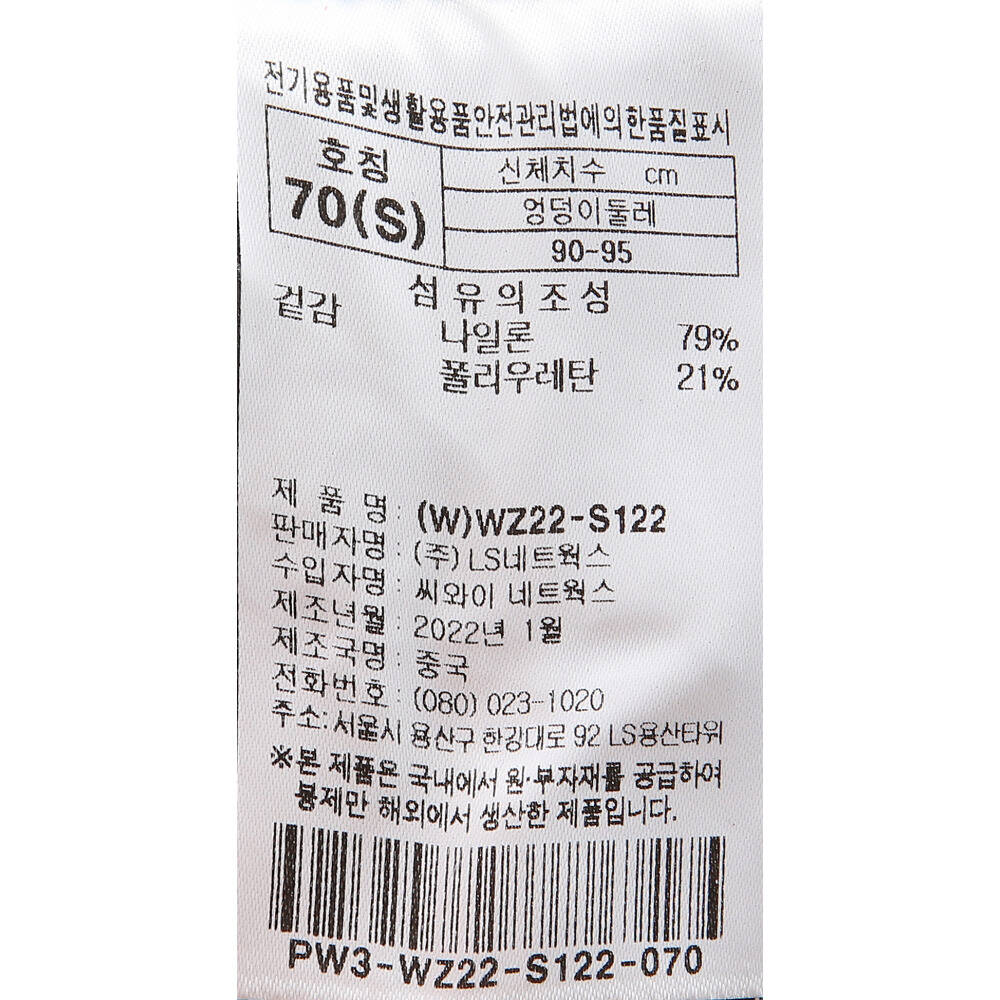 전기용품및생활용품안전관리법에의한품질표시
호칭
70(S)
신체치수 cm
엉덩이둘레
90-95
섬유의조성
겉감
나일론 79%
폴리우레탄 21%
제 품 명 : (W)WZ22-S122
판매자명 : (주)LS네트웍스
수입자명 : 씨와이 네트웍스
제조년월 : 2022년 1월
제조국명 : 중국
전화번호 : (080) 023-1020
주소: 서울시 용산구 한강대로 92 LS용산타워
※본 제품은 국내에서 원·부자재를 공급하여
봉제만 해외에서 생산한 제품입니다.
PW3-WZ22-S122-070